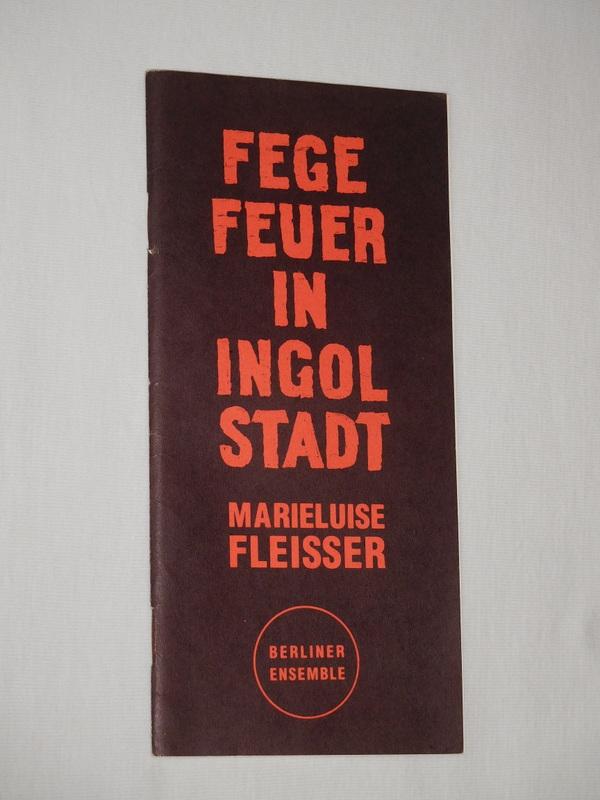 FEGE
FEUER
IN
INGOL
STADT
MARIELUISE
FLEISSER
BERLINER
ENSEMBLE